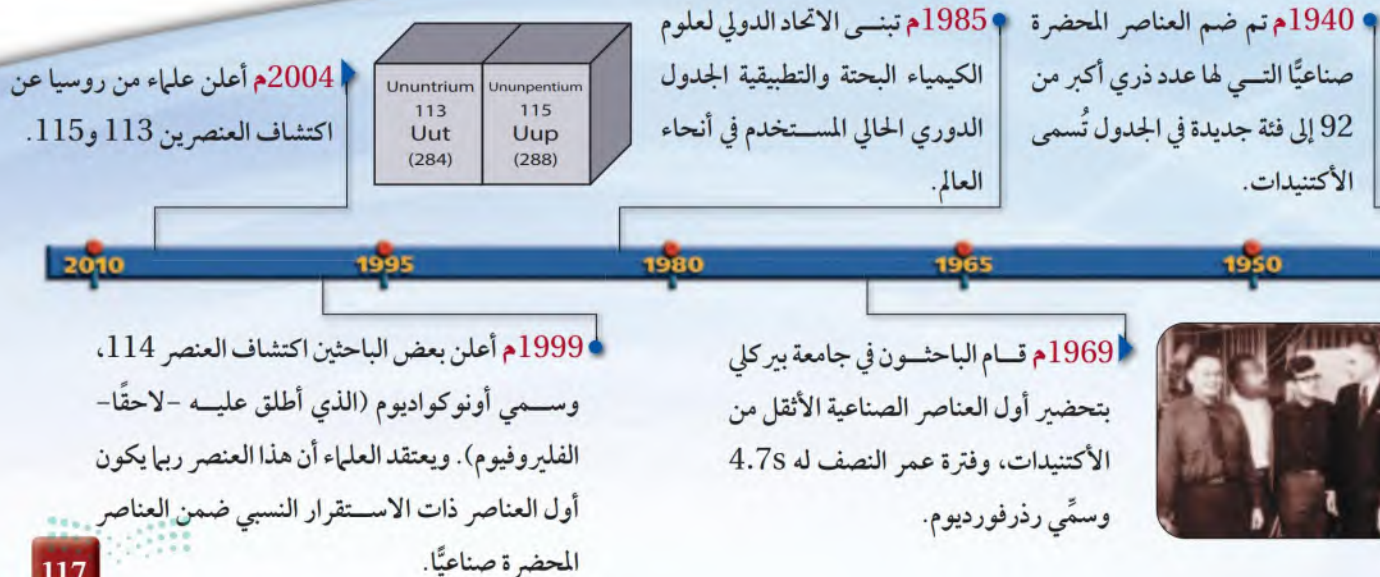 1940م تم ضم العناصر المحضرة
صناعيًّا التي لها عدد ذري أكبر من
92 إلى فئة جديدة في الجدول تُسمى
الأكتنيدات.
1985م تبنى الاتحاد الدولي لعلوم
الكيمياء البحتة والتطبيقية الجدول
الدوري الحالي المستخدم في أنحاء
العالم.
Ununtrium
113
Uut
(284)
Ununpentium
115
Uup
(288)
2004م أعلن علماء من روسيا عن
اكتشاف العنصرين 113 و115.
2010 1995 1980 1965 1950
1969م قام الباحثون في جامعة بيركلي
بتحضير أول العناصر الصناعية الأثقل من
الأكتنيدات، وفترة عمر النصف له 4.7s
وسمِّي رذرفورديوم.
1999م أعلن بعض الباحثين اكتشاف العنصر 114،
وسمي أونوكواديوم (الذي أطلق عليه -لاحقًا-
الفليروفيوم). ويعتقد العلماء أن هذا العنصر ربما يكون
أول العناصر ذات الاستقرار النسبي ضمن العناصر
المحضرة صناعيًّا.
117